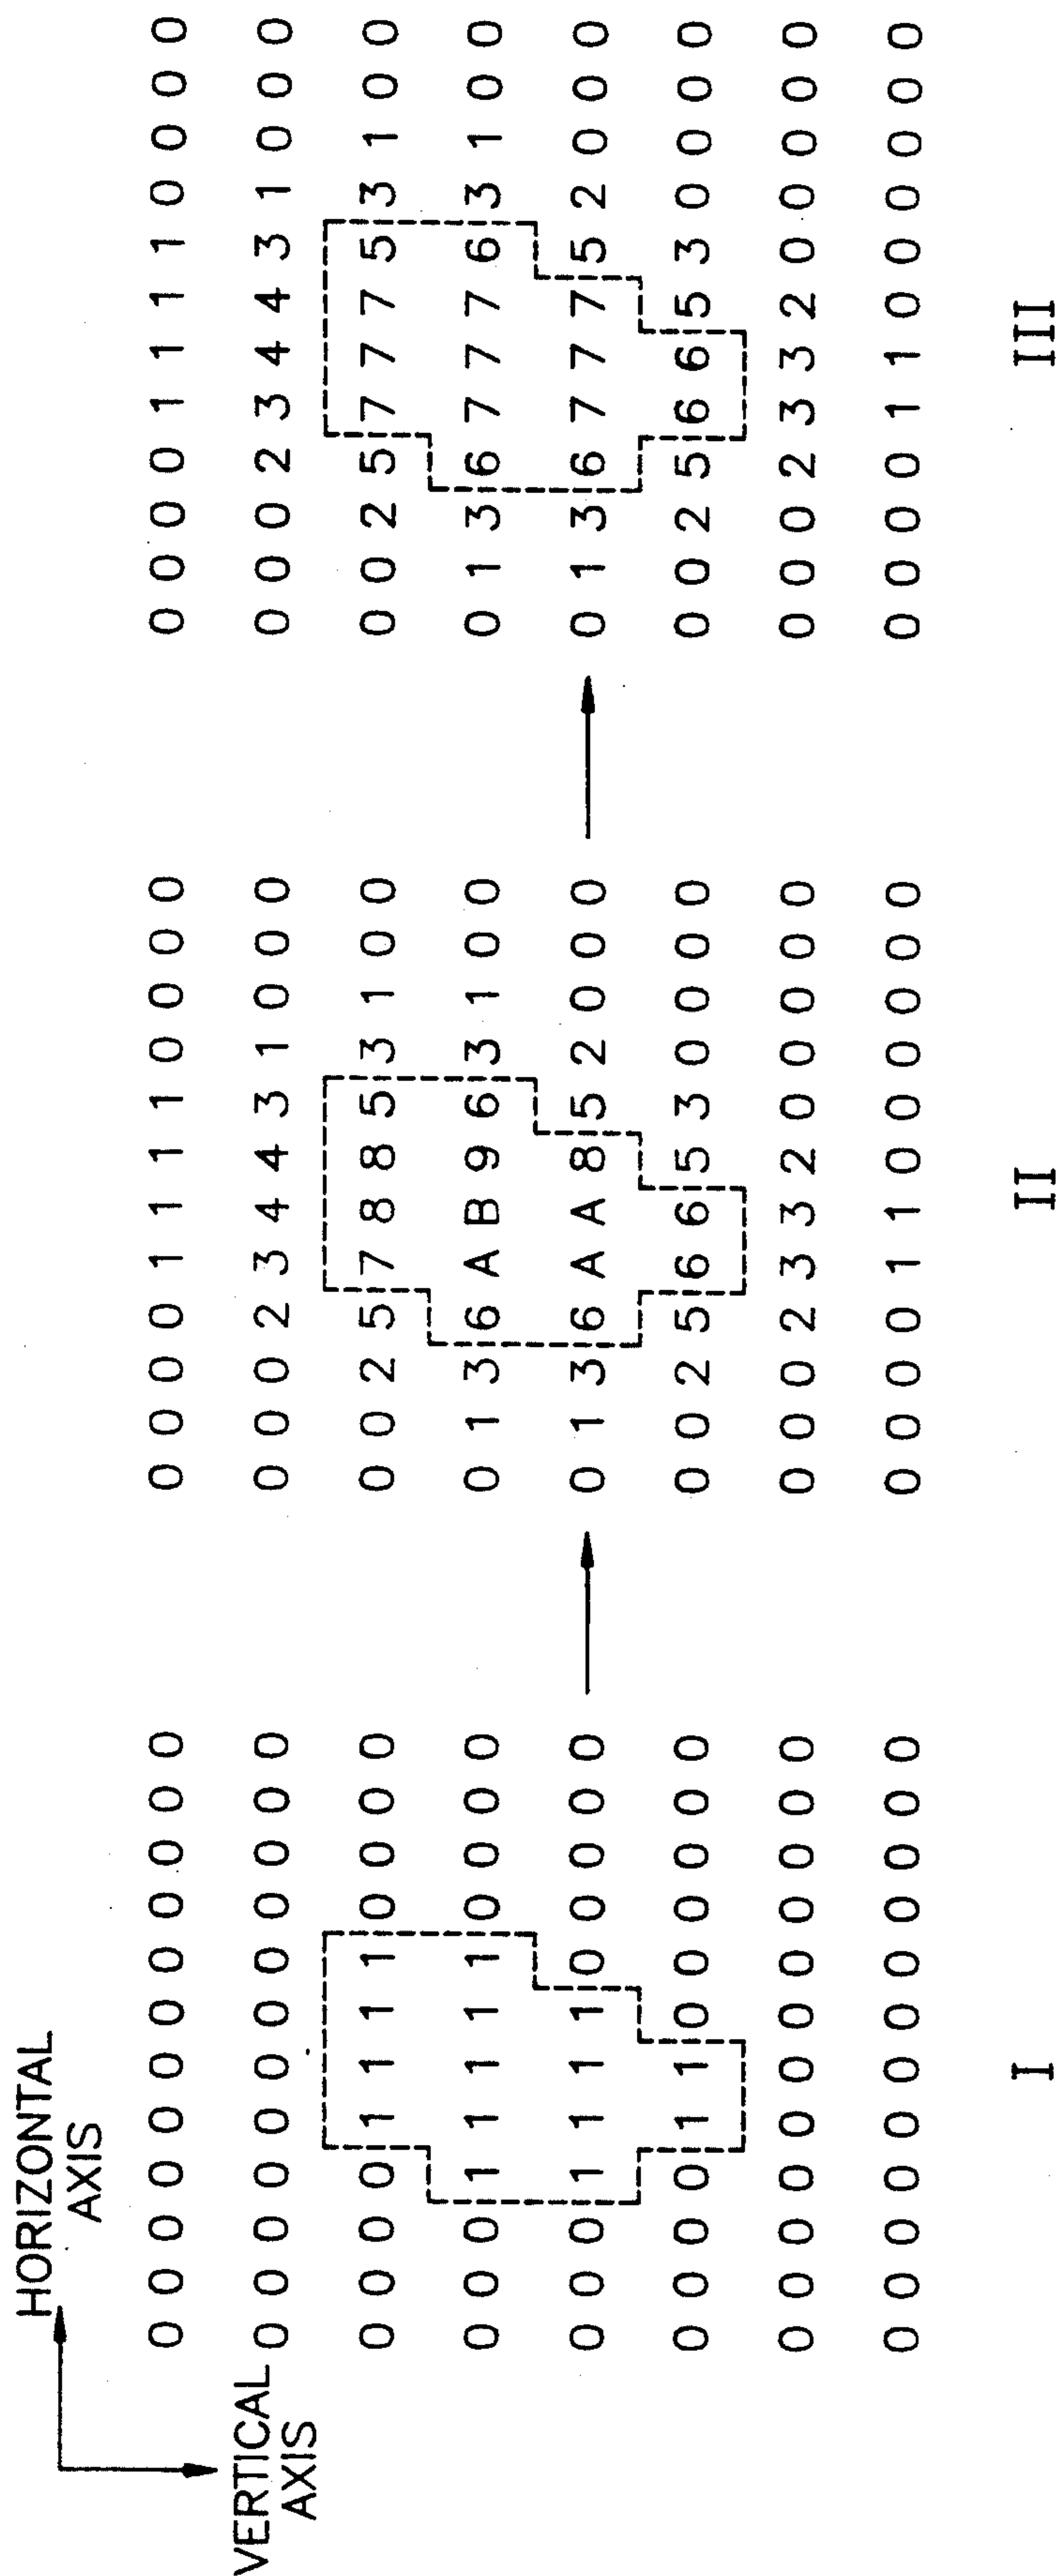 HORIZONTAL
AXIS
VERTICAL
AXIS
0 0 0 0 0 0 0 0 0 0 0 0
0 0 0 0 0 0 0 0 0 0 0 0
0 0 0 0 1 1 1 1 0 0 0 0
0 0 0 1 1 1 1 1 0 0 0 0
0 0 0 1 1 1 1 0 0 0 0 0
0 0 0 0 1 1 0 0 0 0 0 0
0 0 0 0 0 0 0 0 0 0 0 0
0 0 0 0 0 0 0 0 0 0 0 0
I
0 0 0 0 1 1 1 1 0 0 0 0
0 0 0 2 3 4 4 3 1 0 0 0
0 0 2 5 7 8 8 5 3 1 0 0
0 1 3 6 A B 9 6 3 1 0 0
0 1 3 6 A A 8 5 2 0 0 0
0 0 2 5 6 6 5 3 0 0 0 0
0 0 0 2 3 3 2 0 0 0 0 0
0 0 0 0 1 1 0 0 0 0 0 0
II
0 0 0 0 1 1 1 1 0 0 0 0
0 0 0 2 3 4 4 3 1 0 0 0
0 0 2 5 7 7 7 5 3 1 0 0
0 1 3 6 7 7 7 6 3 1 0 0
0 1 3 6 7 7 7 5 2 0 0 0
0 0 2 5 6 6 5 3 0 0 0 0
0 0 0 2 3 3 2 0 0 0 0 0
0 0 0 0 1 1 0 0 0 0 0 0
III